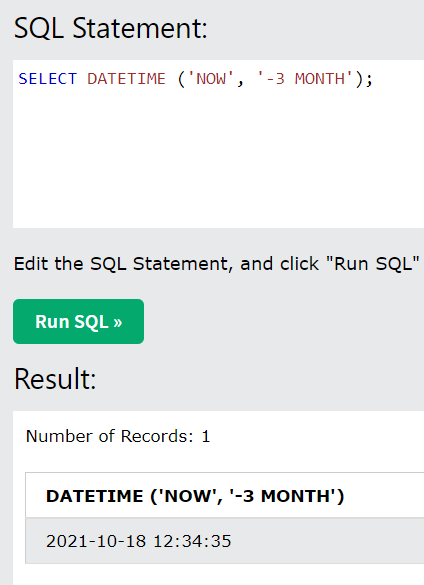 SQL Statement:
SELECT DATETIME ('NOW', '-3 MONTH');
Edit the SQL Statement, and click "Run SQL"
Run SQL »
Result:
Number of Records: 1
DATETIME ('NOW', '-3 MONTH')
2021-10-18 12:34:35